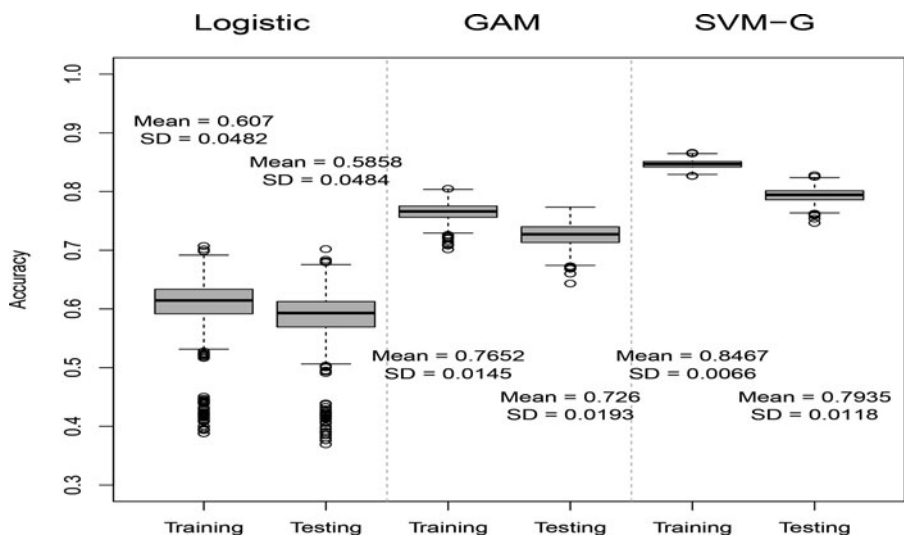 Logistic GAM SVM−G
Accuracy
1.0
0.9
0.8
0.7
0.6
0.5
0.4
0.3
Mean = 0.607
SD = 0.0482
Mean = 0.5858
SD = 0.0484
Mean = 0.7652
SD = 0.0145
Mean = 0.726
SD = 0.0193
Mean = 0.8467
SD = 0.0066
Mean = 0.7935
SD = 0.0118
Training Testing Training Testing Training Testing